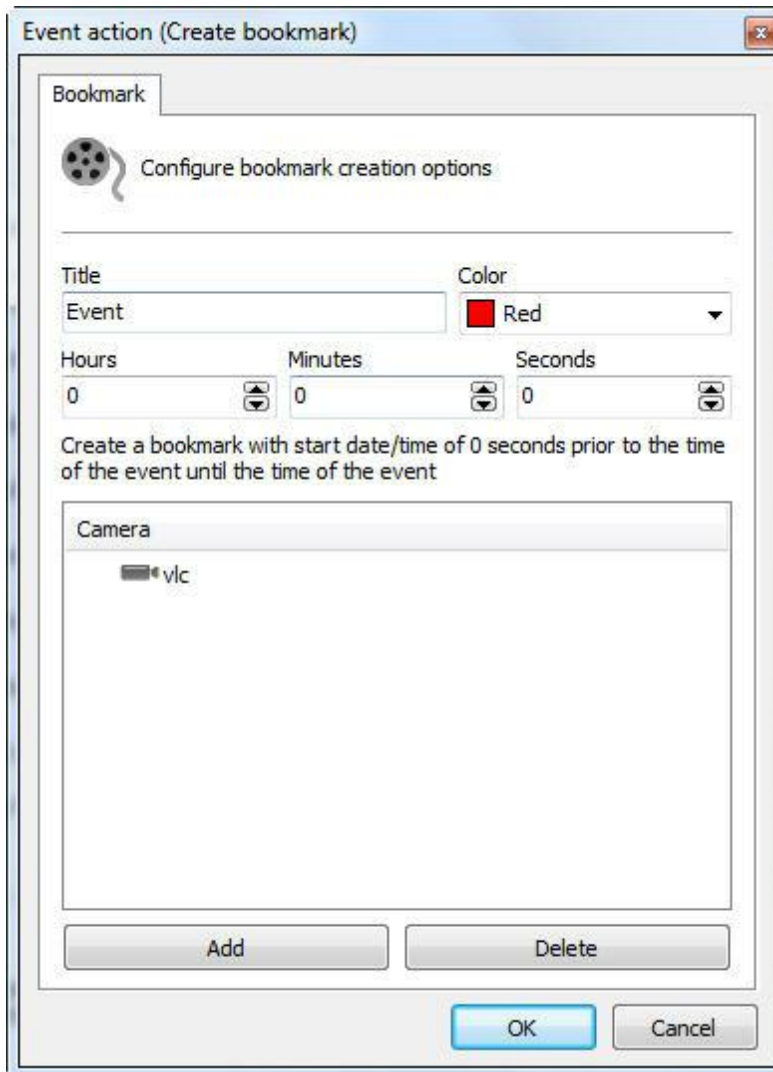 Event action (Create bookmark)
Bookmark
Configure bookmark creation options
Title Color
Event Red
Hours Minutes Seconds
0 0 0
Create a bookmark with start date/time of 0 seconds prior to the time
of the event until the time of the event
Camera
vlc
Add Delete
OK Cancel